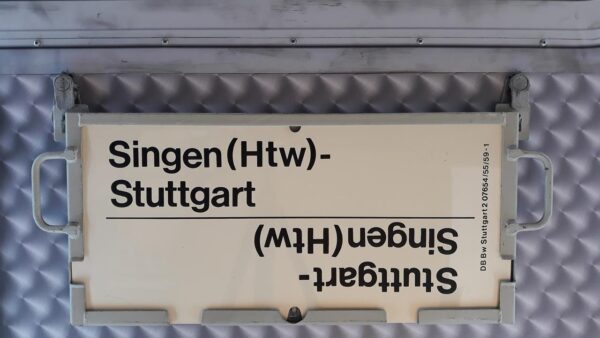 Singen (Htw)-
Stuttgart
Stuttgart-
Singen (Htw)
DB Bw Stuttgart 2 07654/55/59-1